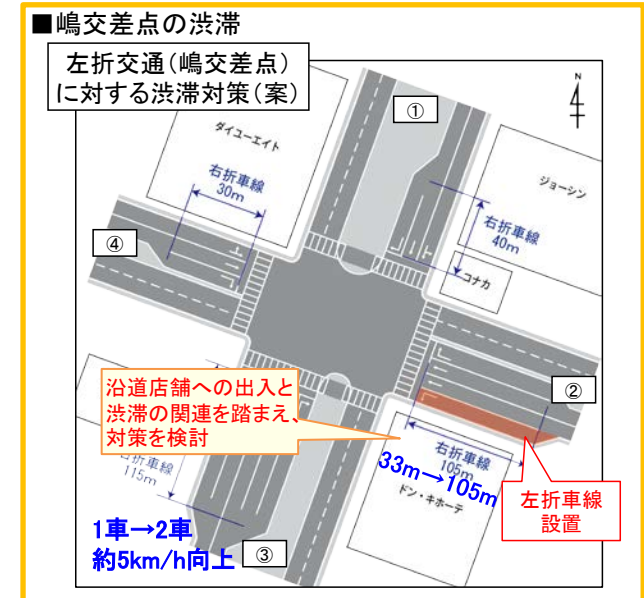 ■嶋交差点の渋滞
左折交通(嶋交差点)
に対する渋滞対策(案)
N
4
①
ダイユーエイト
右折車線
30m
ジョーシン
右折車線
40m
コナカ
④
②
沿道店舗への出入と
渋滞の関連を踏まえ、
対策を検討
右折車線
105m
33m→105m
ドン・キホーテ
左折車線
設置
右折車線
115m
1車→2車
約5km/h向上
③